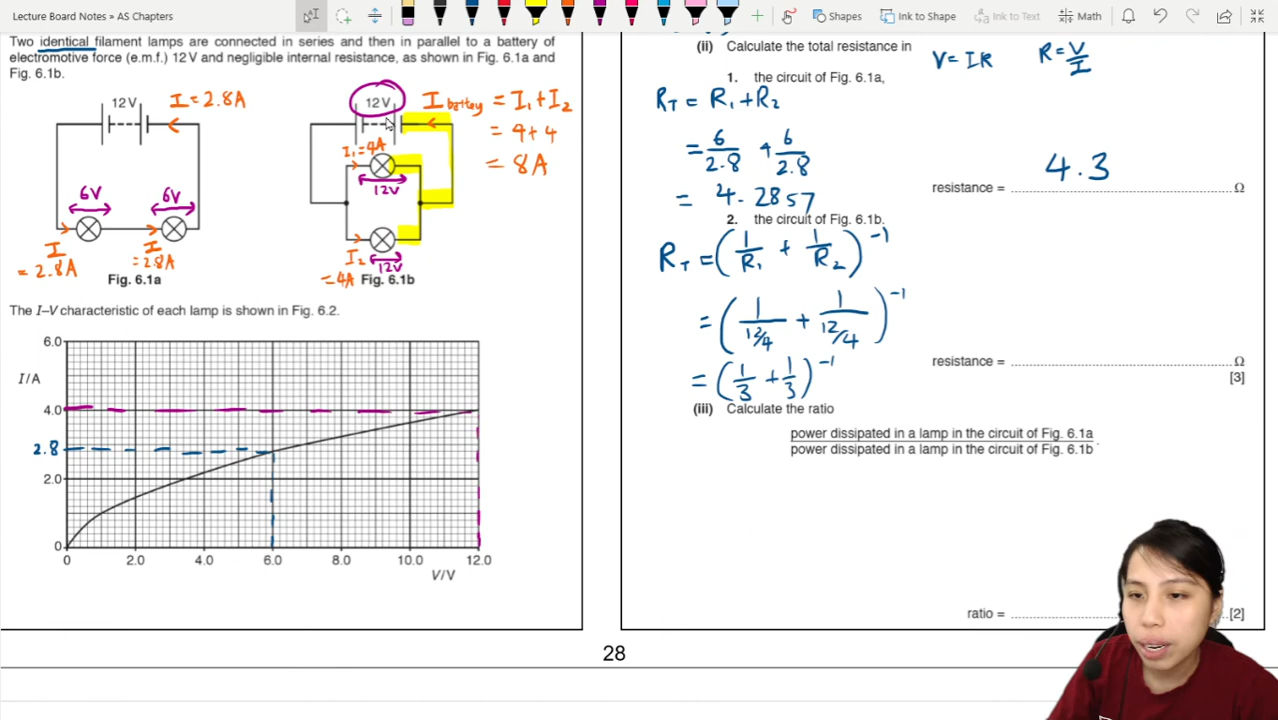 Lecture Board Notes » AS Chapters
Shapes
Ink to Shape
Ink to Text
Math
Two identical filament lamps are connected in series and then in parallel to a battery of
electromotive force (e.m.f.) 12 V and negligible internal resistance, as shown in Fig. 6.1a and
Fig. 6.1b.
12 V
I = 2.8A
6V
6V
I
= 2.8A
I
= 2.8A
Fig. 6.1a
12 V
I battery = I1 + I2
= 4 + 4
= 8A
I1 = 4A
12V
I2
= 4A
12V
Fig. 6.1b
The I–V characteristic of each lamp is shown in Fig. 6.2.
6.0
I / A
4.0
2.8
2.0
0
0 2.0 4.0 6.0 8.0 10.0 12.0
V/V
(ii) Calculate the total resistance in
V = IR R = V/I
1. the circuit of Fig. 6.1a,
RT = R1 + R2
= 6/2.8 + 6/2.8
= 4.2857
4.3
resistance = ............ Ω
2. the circuit of Fig. 6.1b.
RT = (1/R1 + 1/R2)⁻¹
= (1/12/4 + 1/12/4)⁻¹
= (1/3 + 1/3)⁻¹
resistance = ............ Ω
[3]
(iii) Calculate the ratio
power dissipated in a lamp in the circuit of Fig. 6.1a
power dissipated in a lamp in the circuit of Fig. 6.1b
ratio = ............ [2]
28